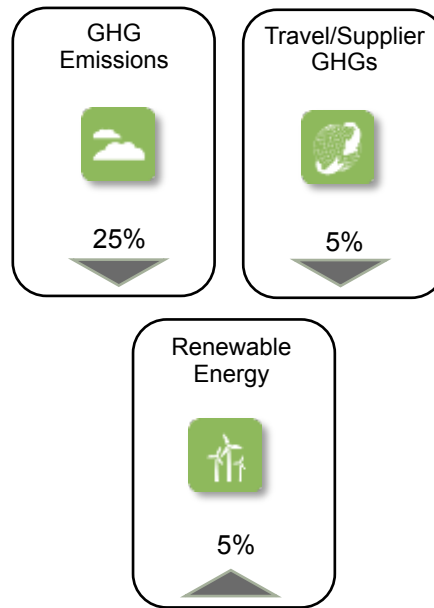 GHG
Emissions
25%
Travel/Supplier
GHGs
5%
Renewable
Energy
5%